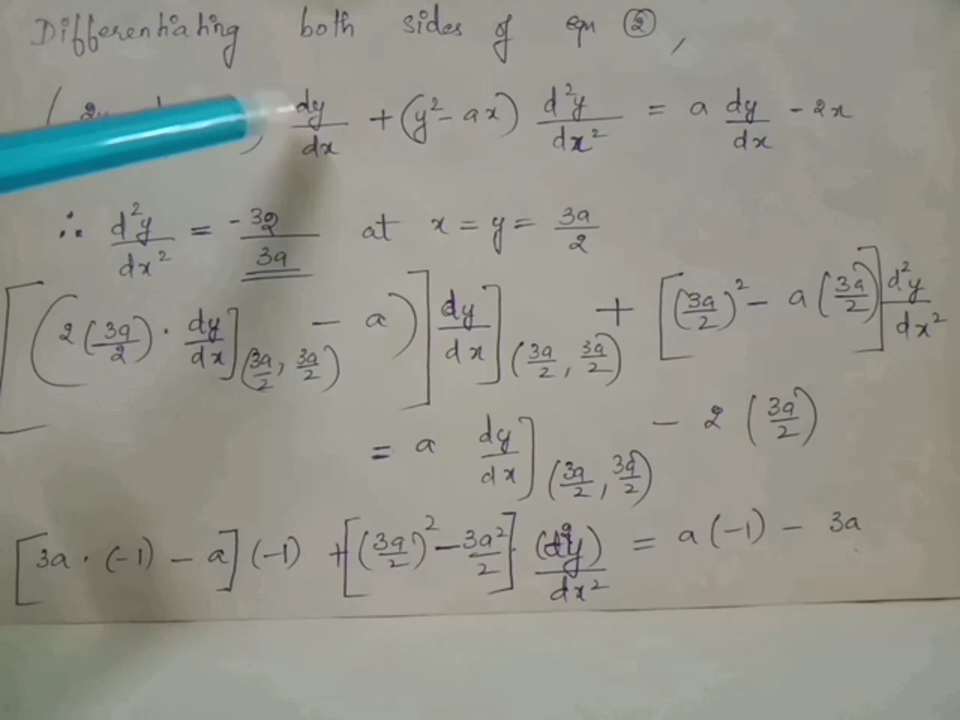 Differentiating both sides of eqn ②,
( ) dy/dx + (y² - ax) d²y/dx² = a dy/dx - 2x
∴ d²y/dx² = -32/3a at x = y = 3a/2
[(2(3a/2) · dy/dx](3a/2, 3a/2) - a)] dy/dx](3a/2, 3a/2) + [(3a/2)² - a(3a/2)] d²y/dx²
= a dy/dx](3a/2, 3a/2) - 2(3a/2)
[3a · (-1) - a](-1) + [(3a/2)² - 3a²/2] · (d²y)/dx² = a(-1) - 3a